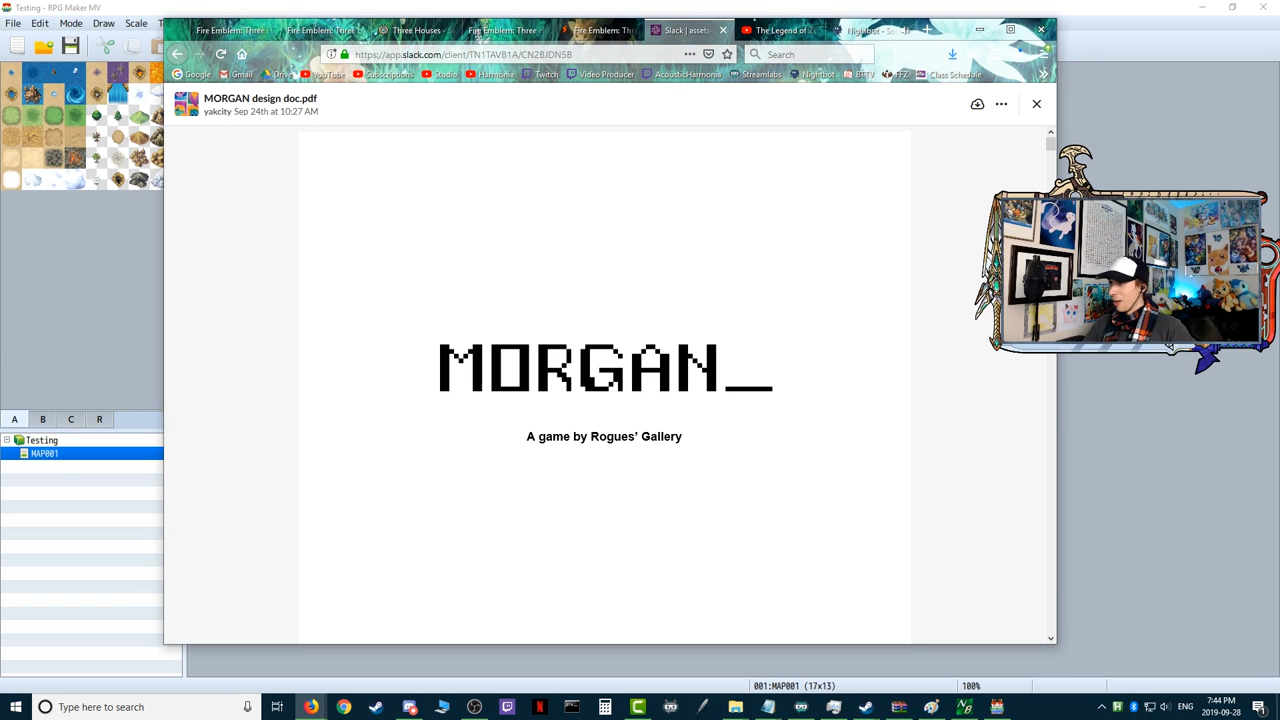 Testing - RPG Maker MV
File Edit Mode Draw Scale
Fire Emblem: Three
Fire Emblem: Three
Three Houses - S
Fire Emblem: Three
Fire Emblem: Thre
Slack | assets
The Legend of Z
Nightbot - So
https://app.slack.com/client/TN1TAVB1A/CN2BJDN5B
Search
Google Gmail Drive YouTube Subscriptions Studio Harmonia Twitch Video Producer AcousticHarmonia Streamlabs Nightbot BTTV FFZ Class Schedule
MORGAN design doc.pdf
yakcity Sep 24th at 10:27 AM
MORGAN_
A game by Rogues' Gallery
A B C R
Testing
MAP001
001:MAP001 (17x13) 100%
Type here to search
7:44 PM
2019-09-28